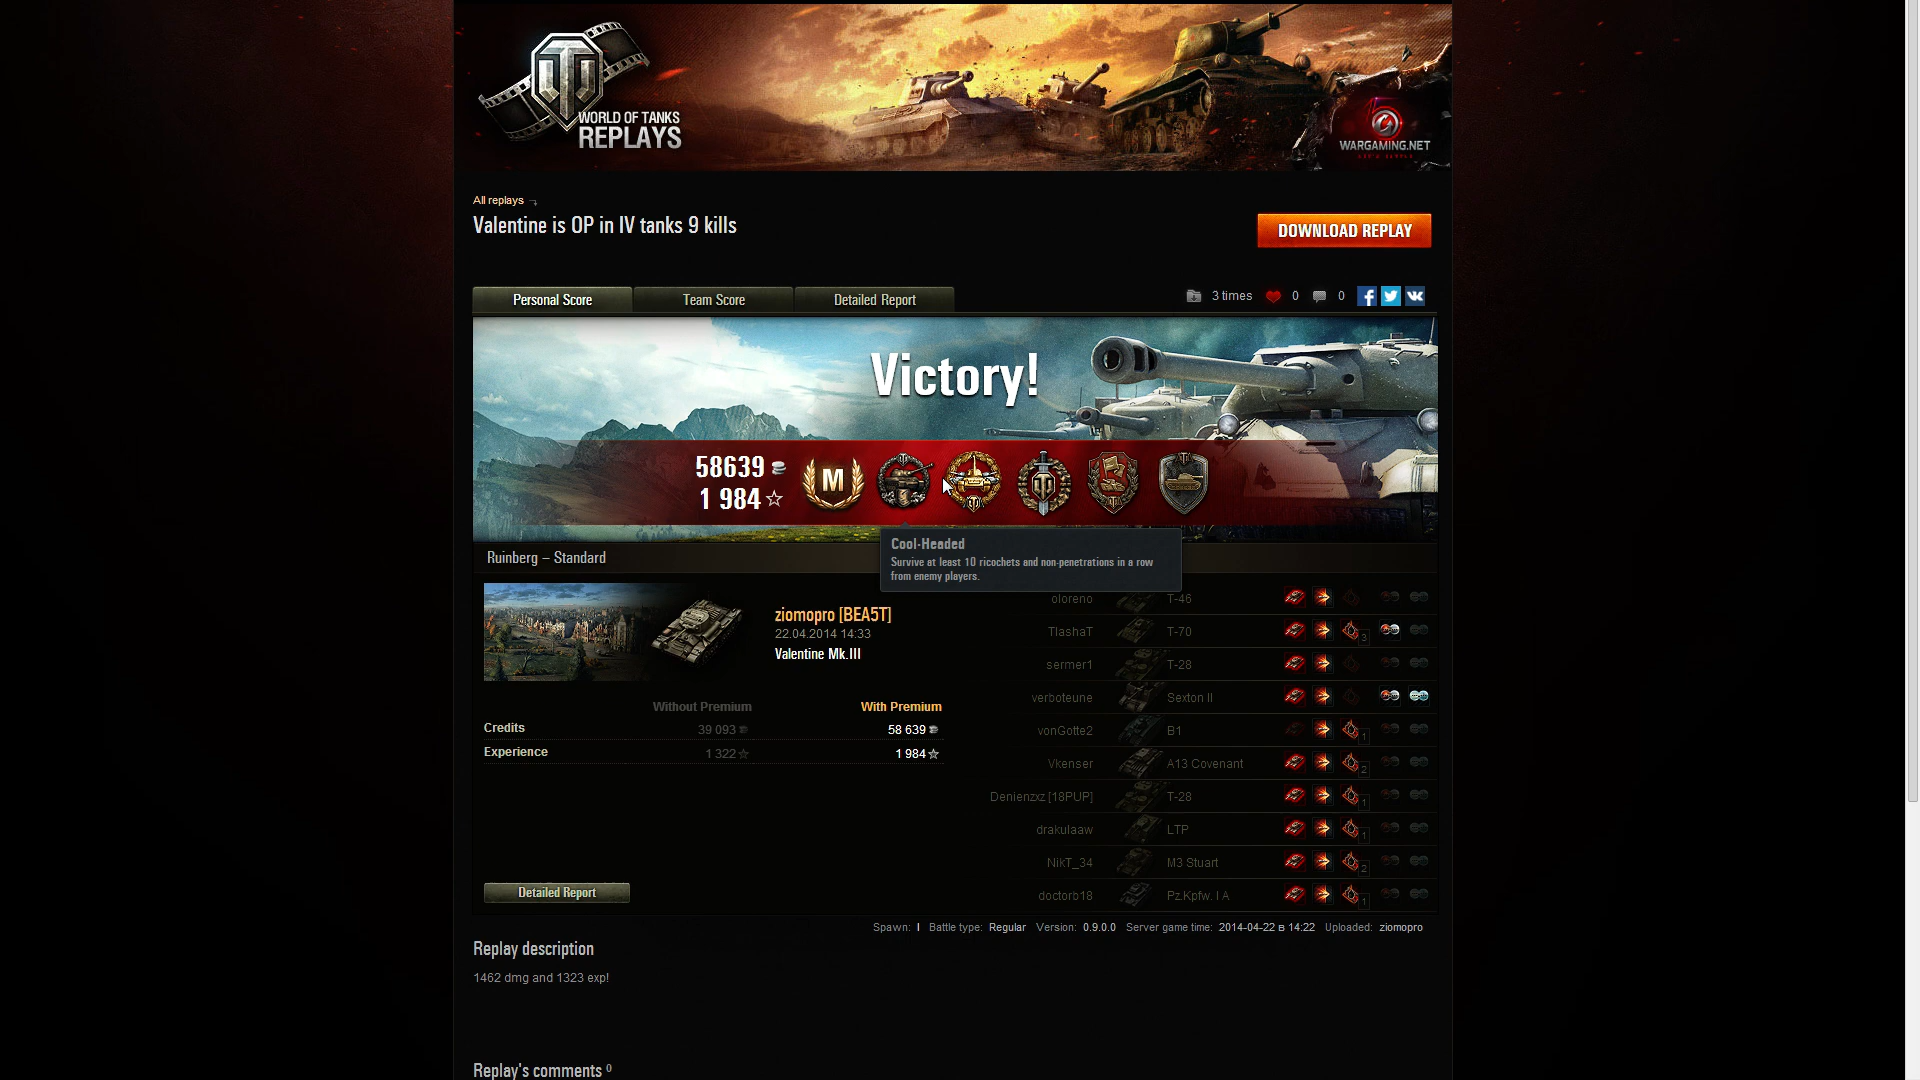 WORLD OF TANKS
REPLAYS
WARGAMING.NET
All replays
Valentine is OP in IV tanks 9 kills
DOWNLOAD REPLAY
Personal Score
Team Score
Detailed Report
3 times
0
0
Victory!
58639
1 984
M
Cool-Headed
Survive at least 10 ricochets and non-penetrations in a row
from enemy players.
Ruinberg – Standard
ziomopro [BEA5T]
22.04.2014 14:33
Valentine Mk.III
Without Premium With Premium
Credits 39 093 58 639
Experience 1 322 1 984
Detailed Report
oloreno T-46
TlashaT T-70 3
sermer1 T-28
verboteune Sexton II
vonGotte2 B1 1
Vkenser A13 Covenant 2
Denienzxz [18PUP] T-28 1
drakulaaw LTP 1
NikT_34 M3 Stuart 2
doctorb18 Pz.Kpfw. I A 1
Spawn: I Battle type: Regular Version: 0.9.0.0 Server game time: 2014-04-22 в 14:22 Uploaded: ziomopro
Replay description
1462 dmg and 1323 exp!
Replay's comments 0